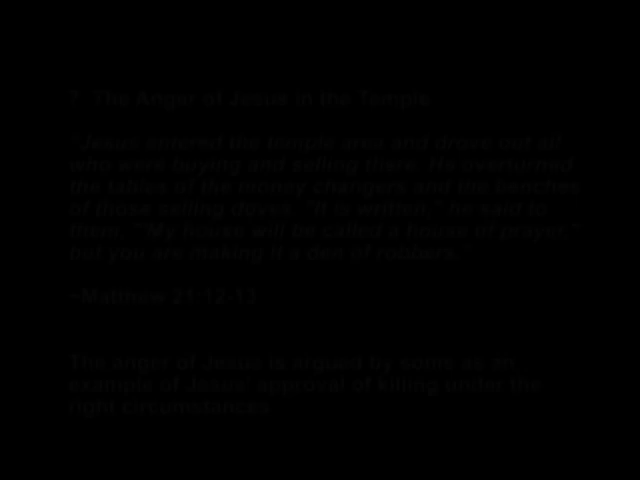 7. The Anger of Jesus in the Temple
"Jesus entered the temple area and drove out all
who were buying and selling there. He overturned
the tables of the money changers and the benches
of those selling doves. "It is written," he said to
them, "'My house will be called a house of prayer,'
but you are making it a den of robbers."
~Matthew 21:12-13
The anger of Jesus is argued by some as an
example of Jesus' approval of killing under the
right circumstances.